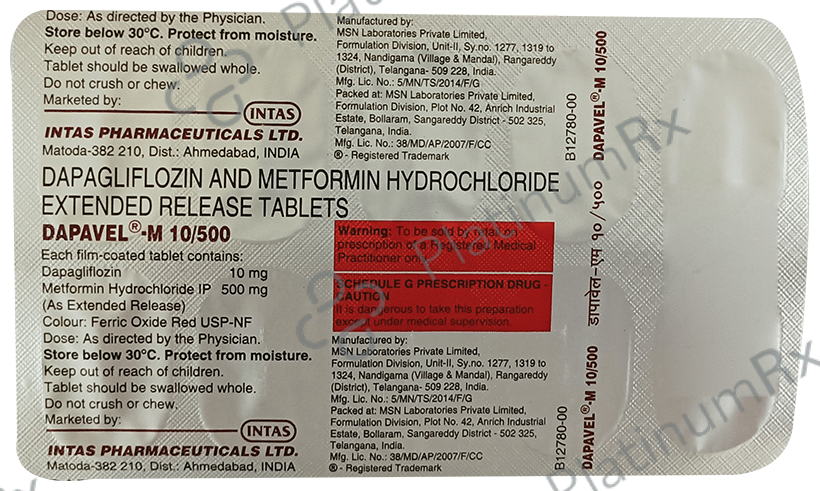 Dose: As directed by the Physician.
Store below 30°C. Protect from moisture.
Keep out of reach of children.
Tablet should be swallowed whole.
Do not crush or chew.
Marketed by:
INTAS
INTAS PHARMACEUTICALS LTD.
Matoda-382 210, Dist.: Ahmedabad, INDIA
Manufactured by:
MSN Laboratories Private Limited,
Formulation Division, Unit-II, Sy.no. 1277, 1319 to
1324, Nandigama (Village & Mandal), Rangareddy
(District), Telangana- 509 228, India.
Mfg. Lic. No.: 5/MN/TS/2014/F/G
Packed at: MSN Laboratories Private Limited,
Formulation Division, Plot No. 42, Anrich Industrial
Estate, Bollaram, Sangareddy District - 502 325,
Telangana, India.
Mfg. Lic. No.: 38/MD/AP/2007/F/CC
® - Registered Trademark
B12780-00
DAPAVEL®-M 10/500
DAPAGLIFLOZIN AND METFORMIN HYDROCHLORIDE
EXTENDED RELEASE TABLETS
DAPAVEL®-M 10/500
Each film-coated tablet contains:
Dapagliflozin 10 mg
Metformin Hydrochloride IP 500 mg
(As Extended Release)
Colour: Ferric Oxide Red USP-NF
Dose: As directed by the Physician.
Store below 30°C. Protect from moisture.
Keep out of reach of children.
Tablet should be swallowed whole.
Do not crush or chew.
Marketed by:
INTAS
INTAS PHARMACEUTICALS LTD.
Matoda-382 210, Dist.: Ahmedabad, INDIA
Warning: To be sold by retail on
prescription of a Registered Medical
Practitioner only.
SCHEDULE G PRESCRIPTION DRUG -
CAUTION
It is dangerous to take this preparation
except under medical supervision.
Manufactured by:
MSN Laboratories Private Limited,
Formulation Division, Unit-II, Sy.no. 1277, 1319 to
1324, Nandigama (Village & Mandal), Rangareddy
(District), Telangana- 509 228, India.
Mfg. Lic. No.: 5/MN/TS/2014/F/G
Packed at: MSN Laboratories Private Limited,
Formulation Division, Plot No. 42, Anrich Industrial
Estate, Bollaram, Sangareddy District - 502 325,
Telangana, India.
Mfg. Lic. No.: 38/MD/AP/2007/F/CC
® - Registered Trademark
B12780-00
DAPAVEL®-M 10/500 डापावेल-एम १०/५००
PlatinumRx
PlatinumRx